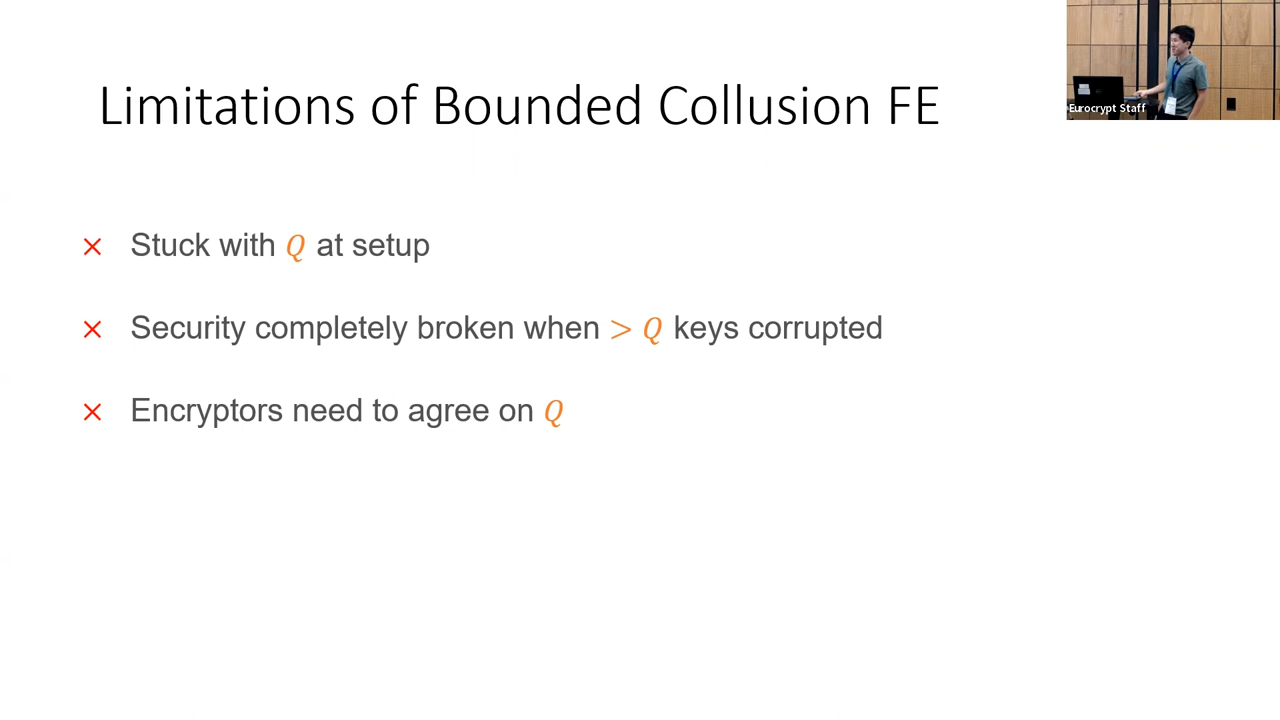 Limitations of Bounded Collusion FE
Eurocrypt Staff
× Stuck with Q at setup
× Security completely broken when > Q keys corrupted
× Encryptors need to agree on Q